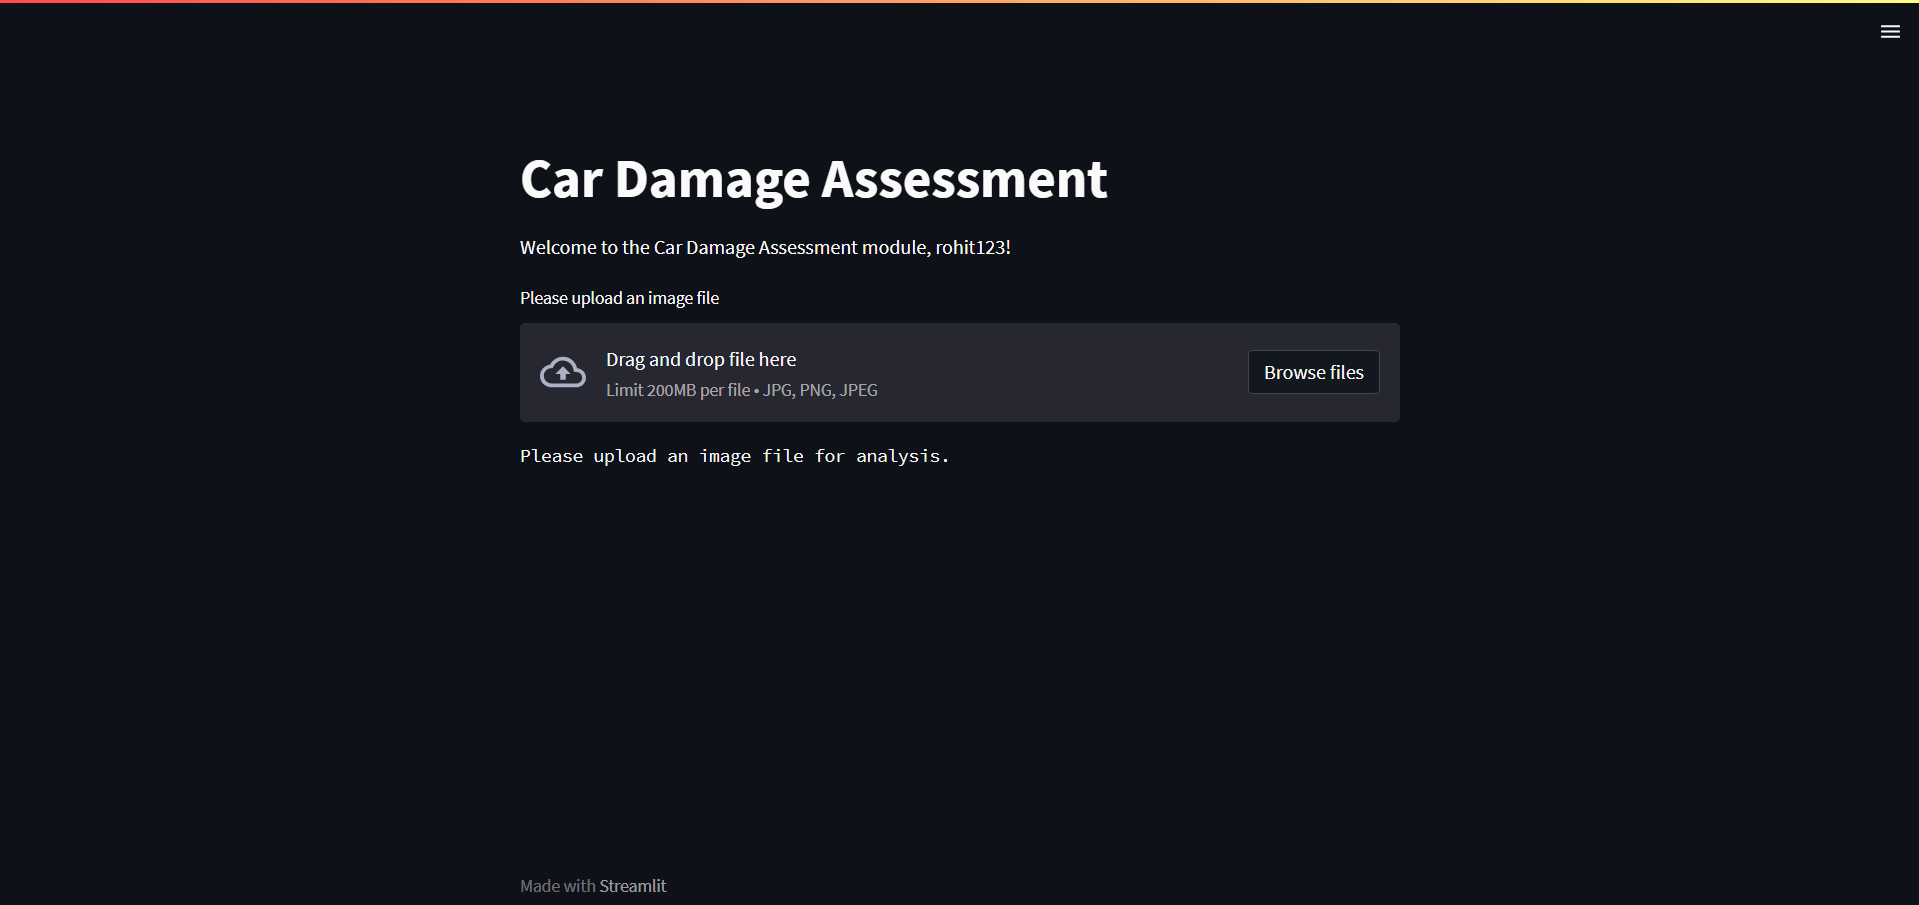 Car Damage Assessment
Welcome to the Car Damage Assessment module, rohit123!
Please upload an image file
Drag and drop file here
Limit 200MB per file • JPG, PNG, JPEG
Browse files
Please upload an image file for analysis.
Made with Streamlit